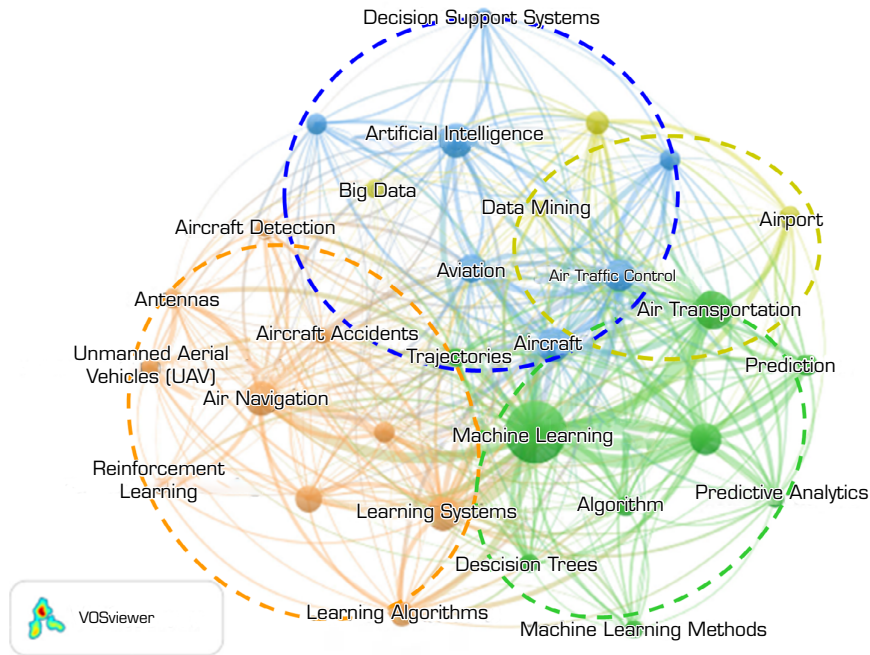 Decision Support Systems
Artificial Intelligence
Big Data
Data Mining
Aircraft Detection
Airport
Aviation
Air Traffic Control
Antennas
Air Transportation
Aircraft Accidents
Aircraft
Unmanned Aerial
Vehicles (UAV)
Trajectories
Prediction
Air Navigation
Machine Learning
Reinforcement
Learning
Predictive Analytics
Algorithm
Learning Systems
Descision Trees
Learning Algorithms
VOSviewer
Machine Learning Methods